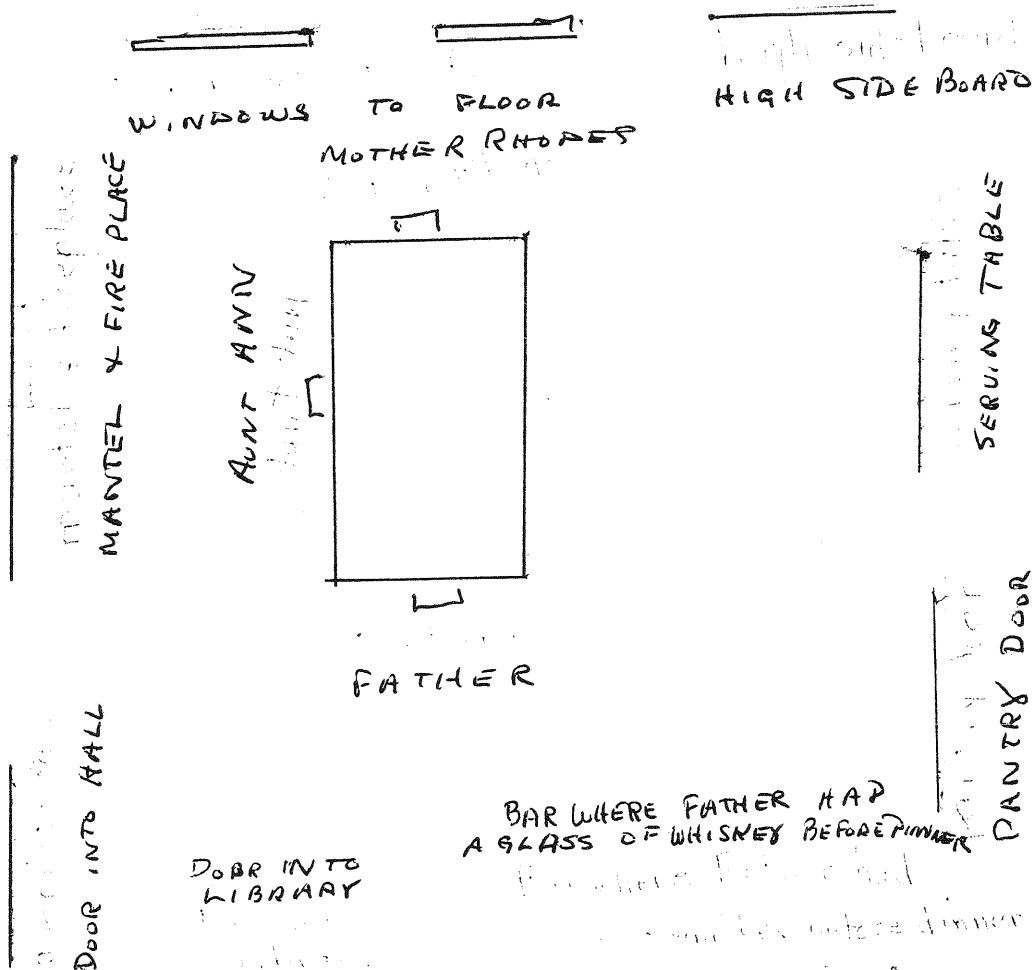 WINDOWS TO FLOOR
HIGH SIDE BOARD
MOTHER RHODES
MANTEL & FIRE PLACE
AUNT ANN
SERVING TABLE
FATHER
PANTRY DOOR
DOOR INTO HALL
BAR WHERE FATHER HAD
A GLASS OF WHISKEY BEFORE DINNER
DOOR INTO
LIBRARY